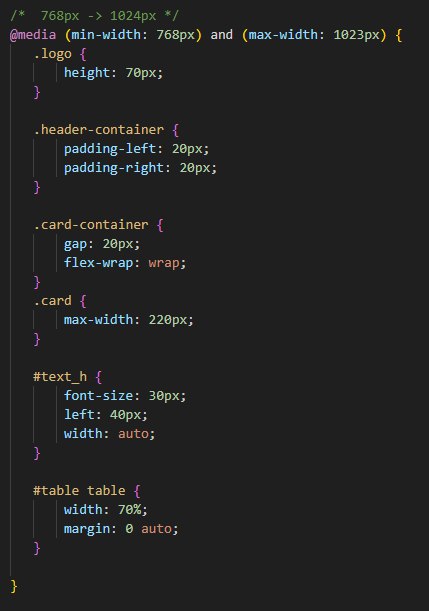 /*  768px -> 1024px */
@media (min-width: 768px) and (max-width: 1023px) {
    .logo {
        height: 70px;
    }

    .header-container {
        padding-left: 20px;
        padding-right: 20px;
    }

    .card-container {
        gap: 20px;
        flex-wrap: wrap;
    }
    .card {
        max-width: 220px;
    }

    #text_h {
        font-size: 30px;
        left: 40px;
        width: auto;
    }

    #table table {
        width: 70%;
        margin: 0 auto;
    }

}